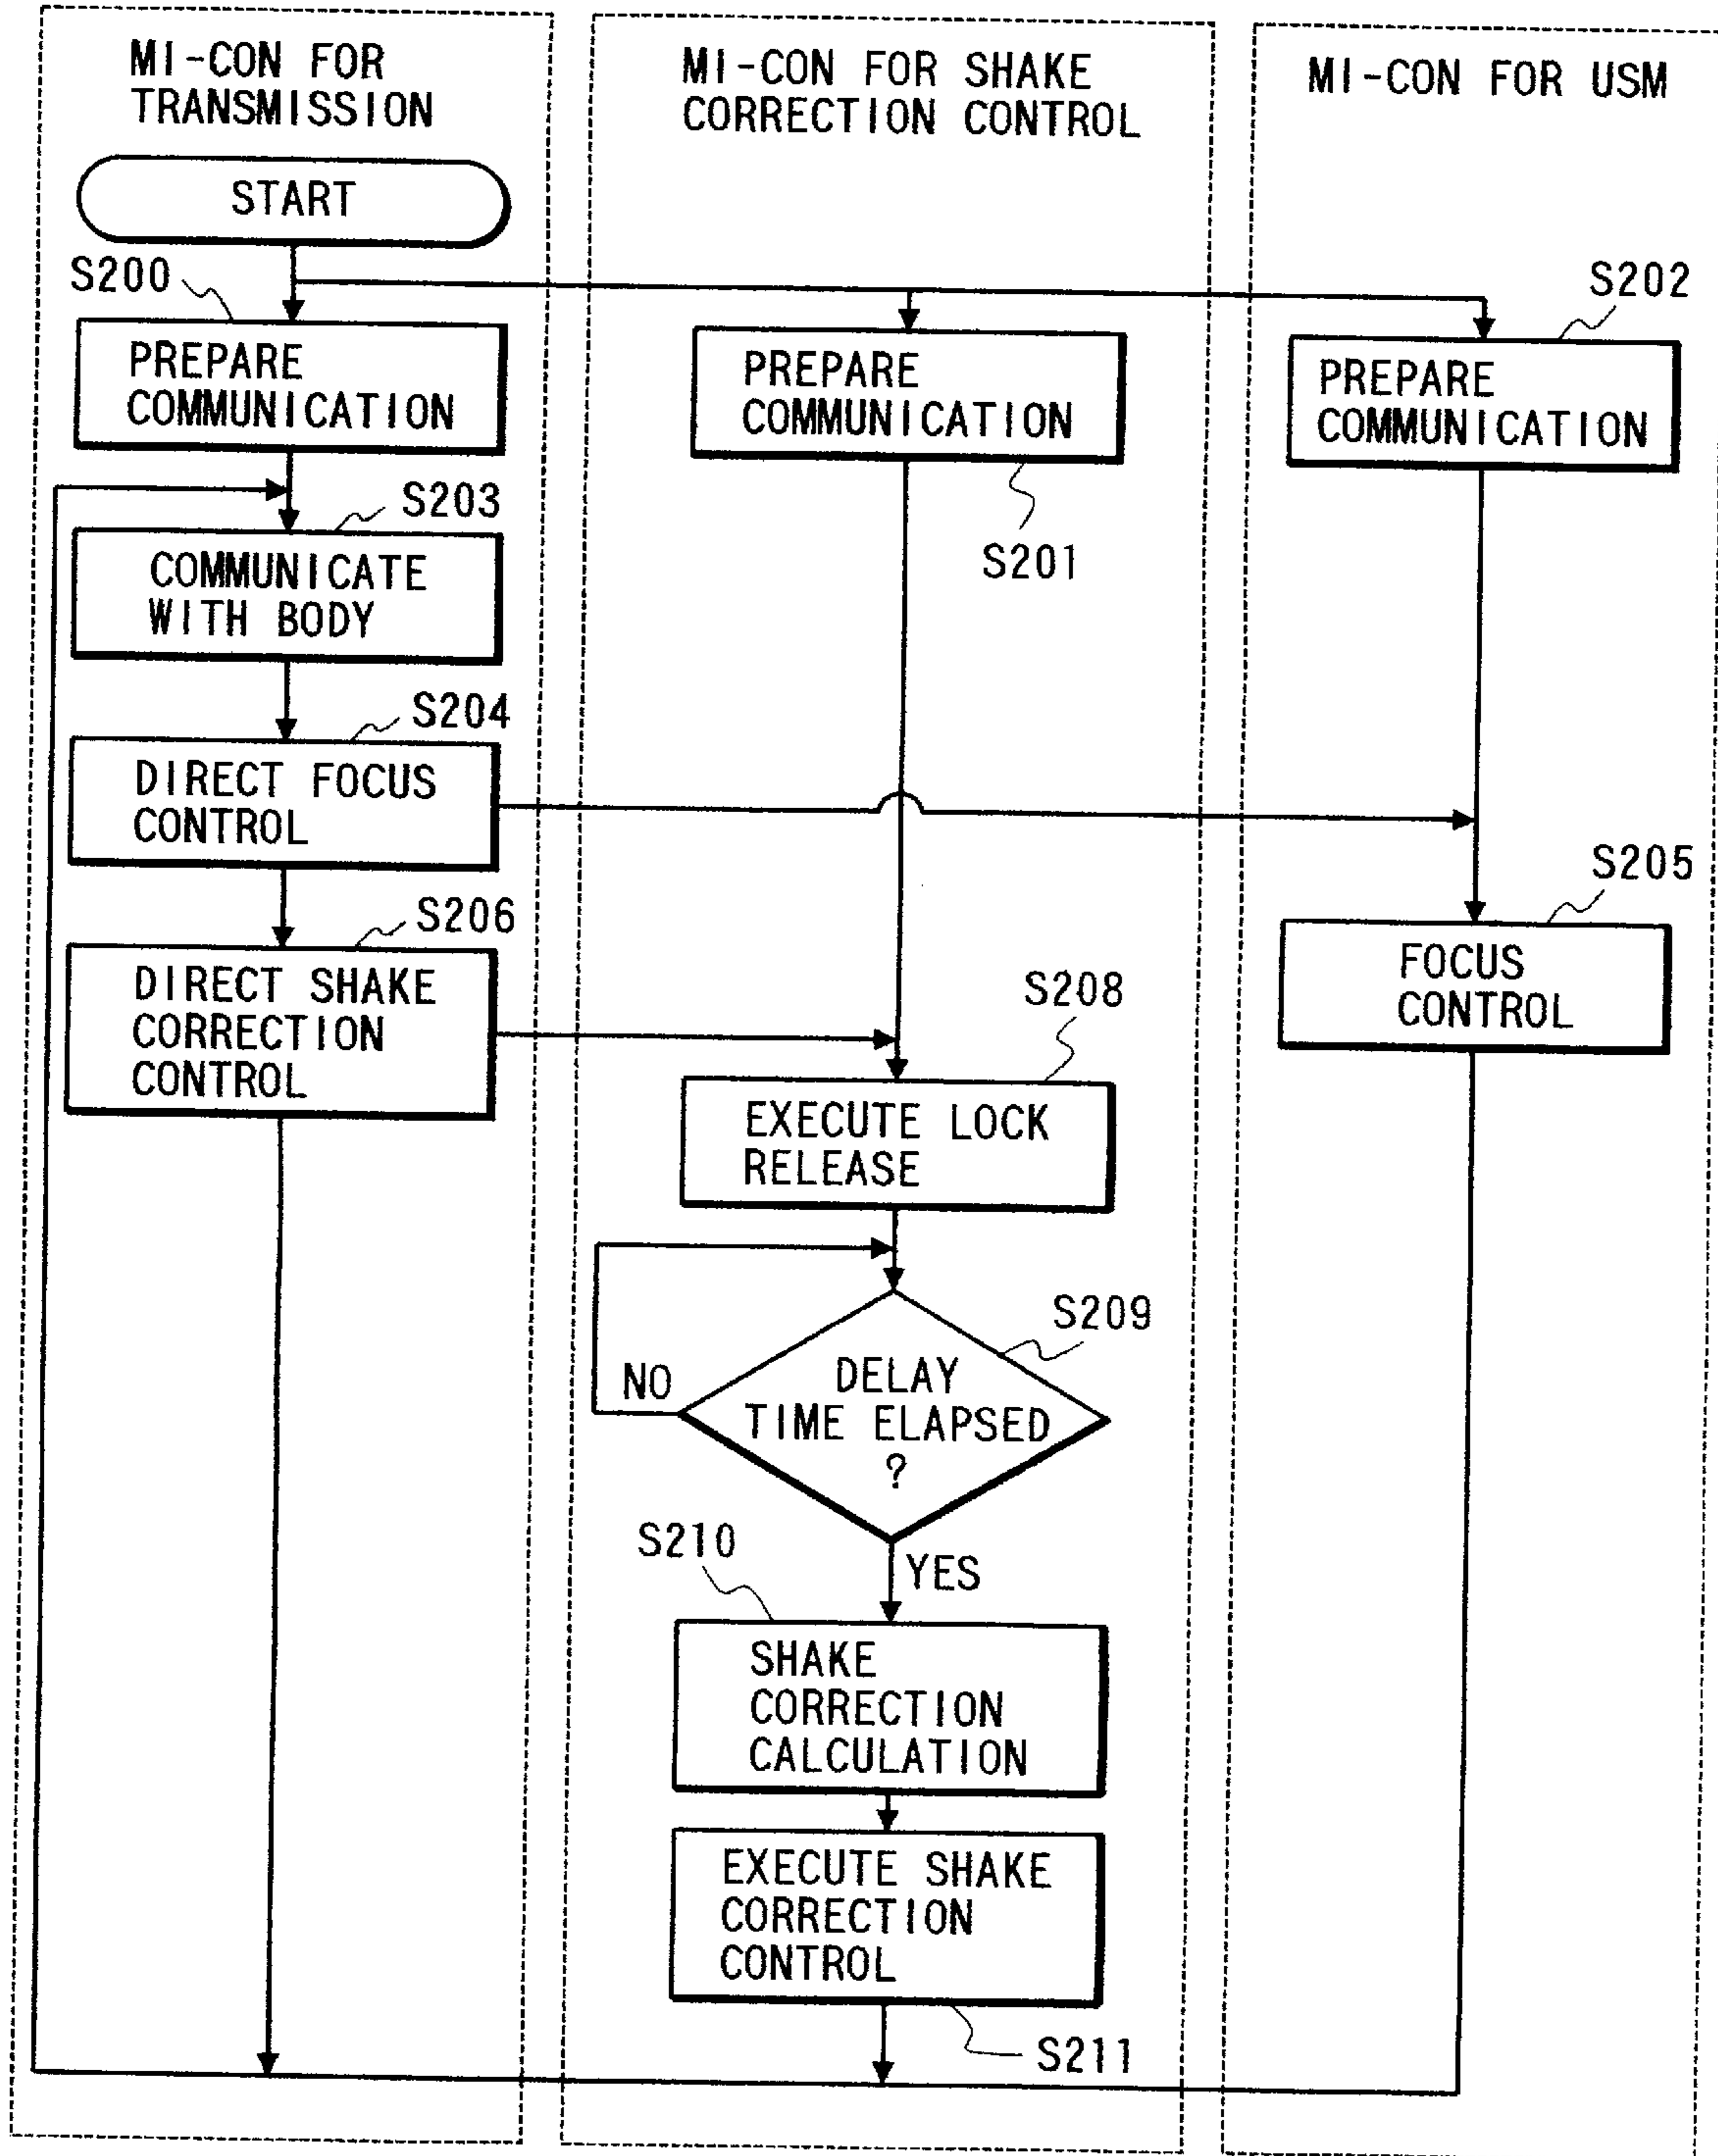 MI-CON FOR
TRANSMISSION
START
S200
PREPARE
COMMUNICATION
S203
COMMUNICATE
WITH BODY
S204
DIRECT FOCUS
CONTROL
S206
DIRECT SHAKE
CORRECTION
CONTROL
MI-CON FOR SHAKE
CORRECTION CONTROL
PREPARE
COMMUNICATION
S201
S208
EXECUTE LOCK
RELEASE
S209
DELAY
TIME ELAPSED
?
NO
YES
S210
SHAKE
CORRECTION
CALCULATION
EXECUTE SHAKE
CORRECTION
CONTROL
S211
MI-CON FOR USM
S202
PREPARE
COMMUNICATION
S205
FOCUS
CONTROL